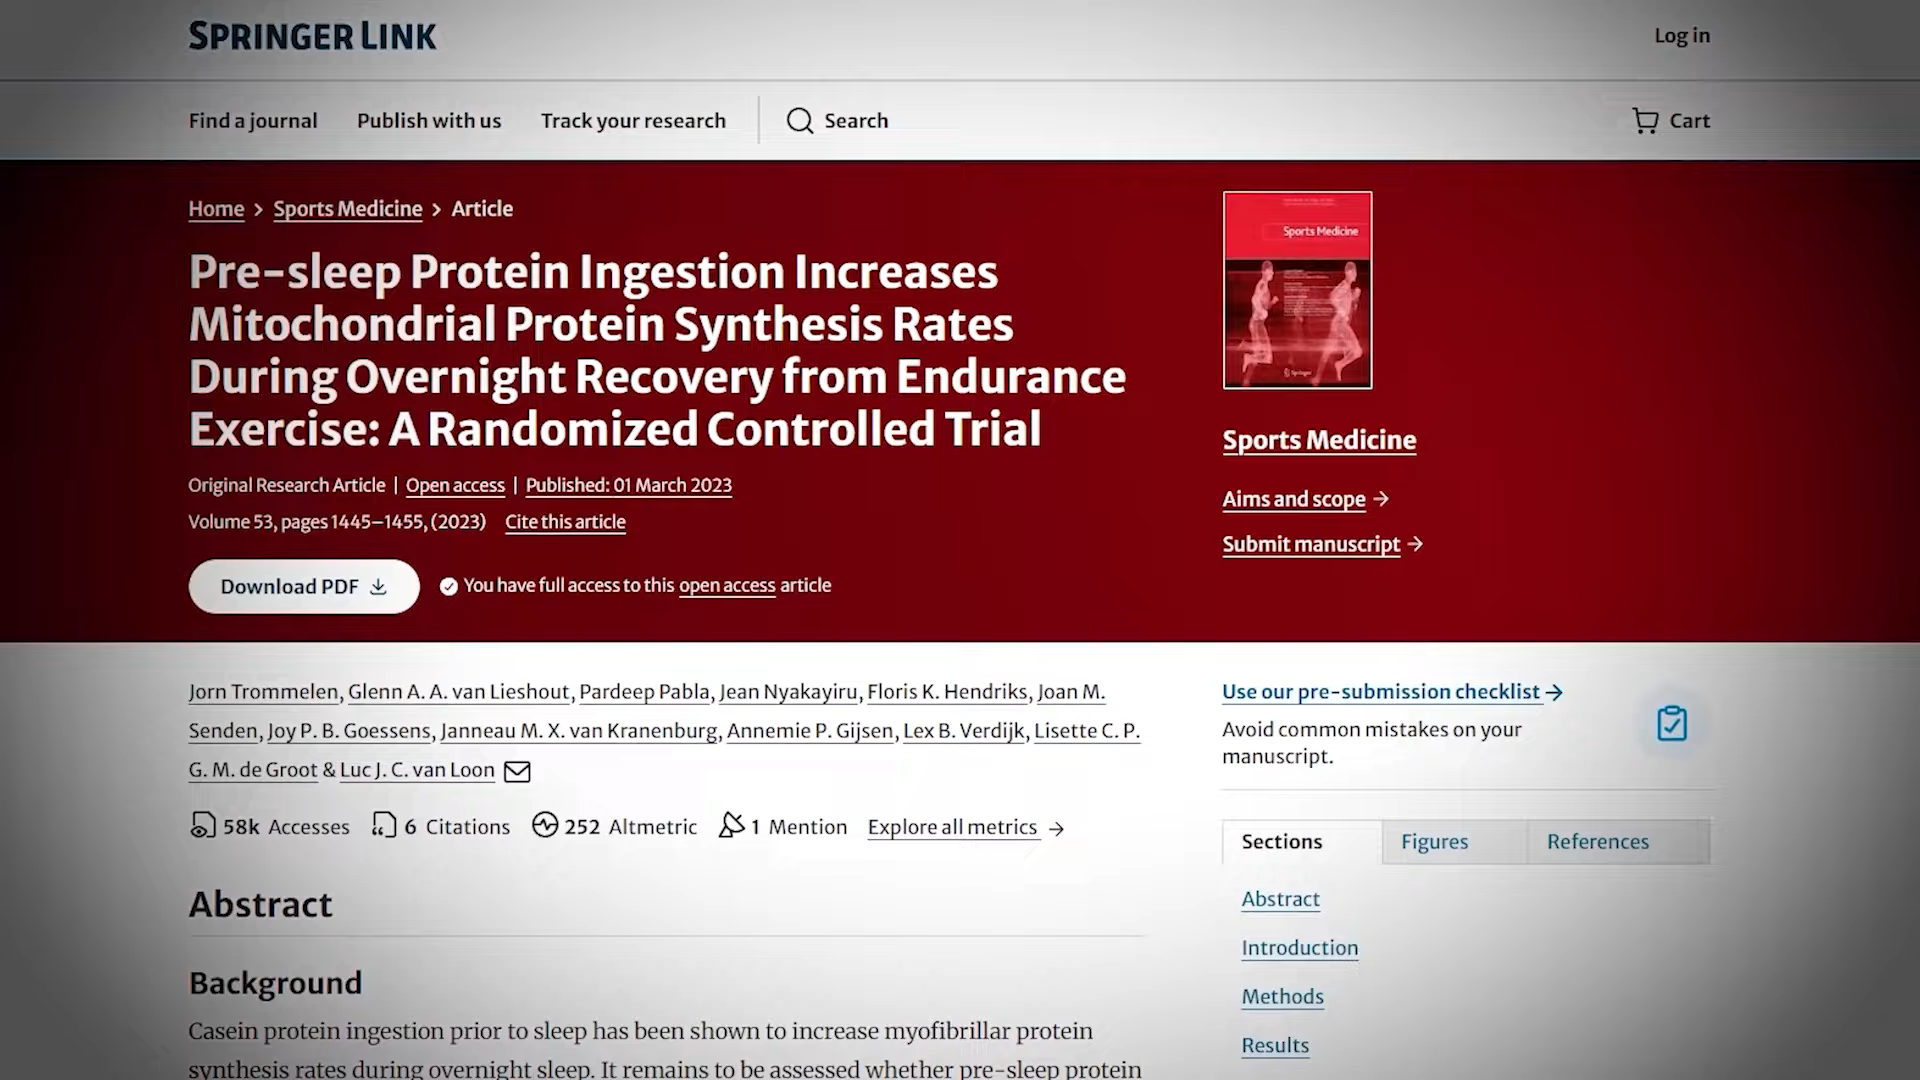 SPRINGER LINK
Log in
Find a journal
Publish with us
Track your research
Search
Cart
Home > Sports Medicine > Article
Pre-sleep Protein Ingestion Increases
Mitochondrial Protein Synthesis Rates
During Overnight Recovery from Endurance
Exercise: A Randomized Controlled Trial
Original Research Article | Open access | Published: 01 March 2023
Volume 53, pages 1445–1455, (2023) Cite this article
Download PDF
You have full access to this open access article
Sports Medicine
Springer
Sports Medicine
Aims and scope →
Submit manuscript →
Jorn Trommelen, Glenn A. A. van Lieshout, Pardeep Pabla, Jean Nyakayiru, Floris K. Hendriks, Joan M.
Senden, Joy P. B. Goessens, Janneau M. X. van Kranenburg, Annemie P. Gijsen, Lex B. Verdijk, Lisette C. P.
G. M. de Groot & Luc J. C. van Loon
58k Accesses 6 Citations 252 Altmetric 1 Mention Explore all metrics →
Abstract
Background
Casein protein ingestion prior to sleep has been shown to increase myofibrillar protein
synthesis rates during overnight sleep. It remains to be assessed whether pre-sleep protein
Use our pre-submission checklist →
Avoid common mistakes on your
manuscript.
Sections
Figures
References
Abstract
Introduction
Methods
Results